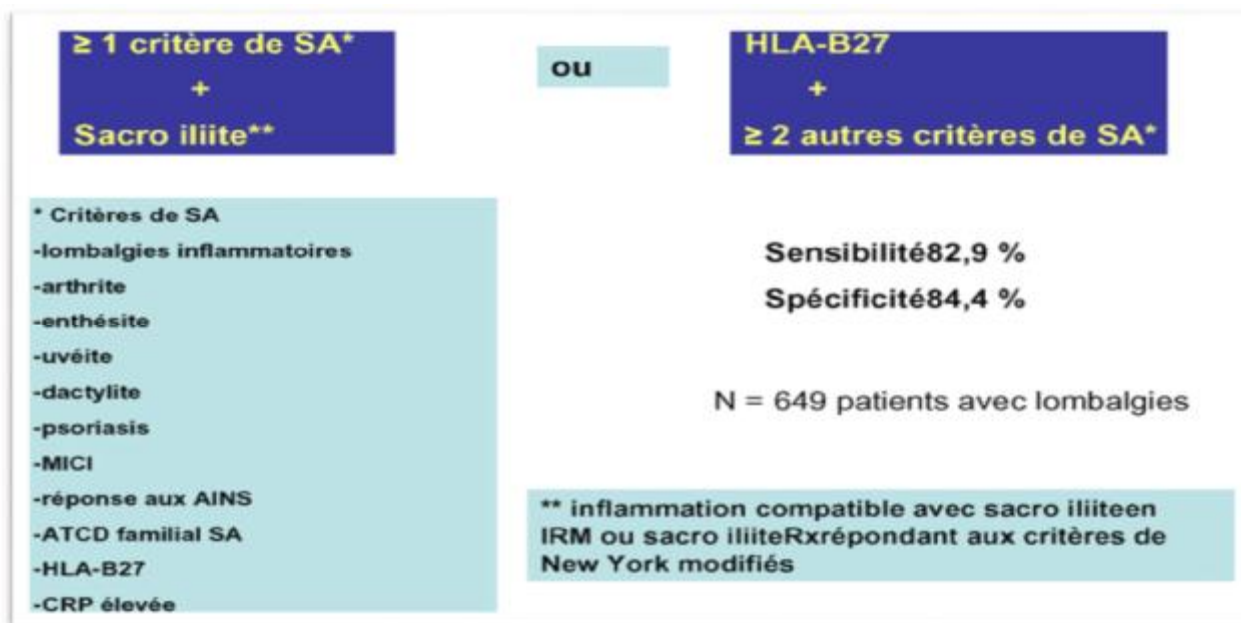 ≥ 1 critère de SA*
+
Sacro iliite**
ou
HLA-B27
+
≥ 2 autres critères de SA*
* Critères de SA
-lombalgies inflammatoires
-arthrite
-enthésite
-uvéite
-dactylite
-psoriasis
-MICI
-réponse aux AINS
-ATCD familial SA
-HLA-B27
-CRP élevée
Sensibilité82,9 %
Spécificité84,4 %
N = 649 patients avec lombalgies
** inflammation compatible avec sacro iliiteen
IRM ou sacro iliiteRxrépondant aux critères de
New York modifiés